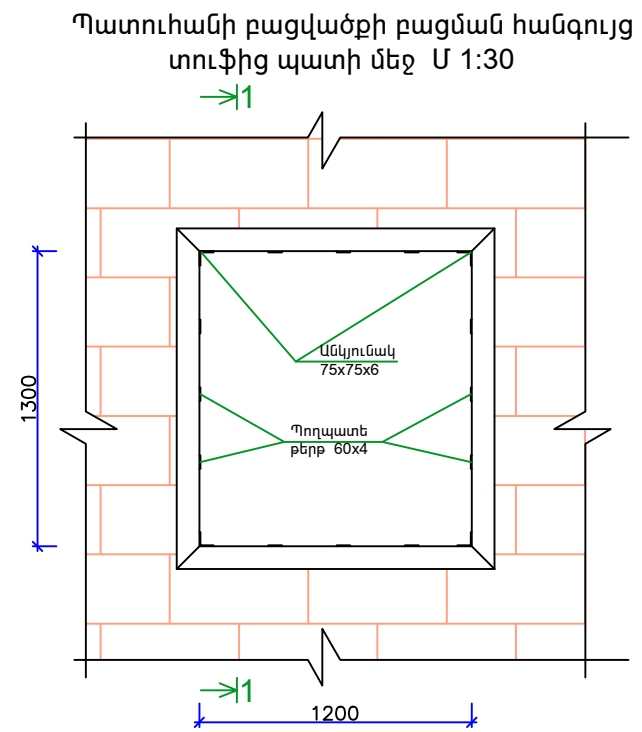 Պատուհանի բացվածքի բացման հանգույց
տուֆից պատի մեջ Մ 1:30
1
1300
Անկյունակ
75x75x6
Պողպատե
թերթ 60x4
1
1200